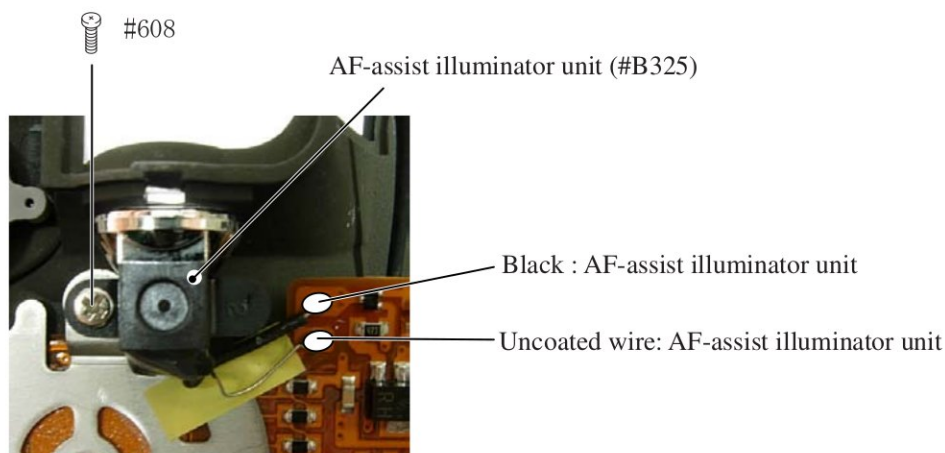 #608
AF-assist illuminator unit (#B325)
Black : AF-assist illuminator unit
Uncoated wire: AF-assist illuminator unit